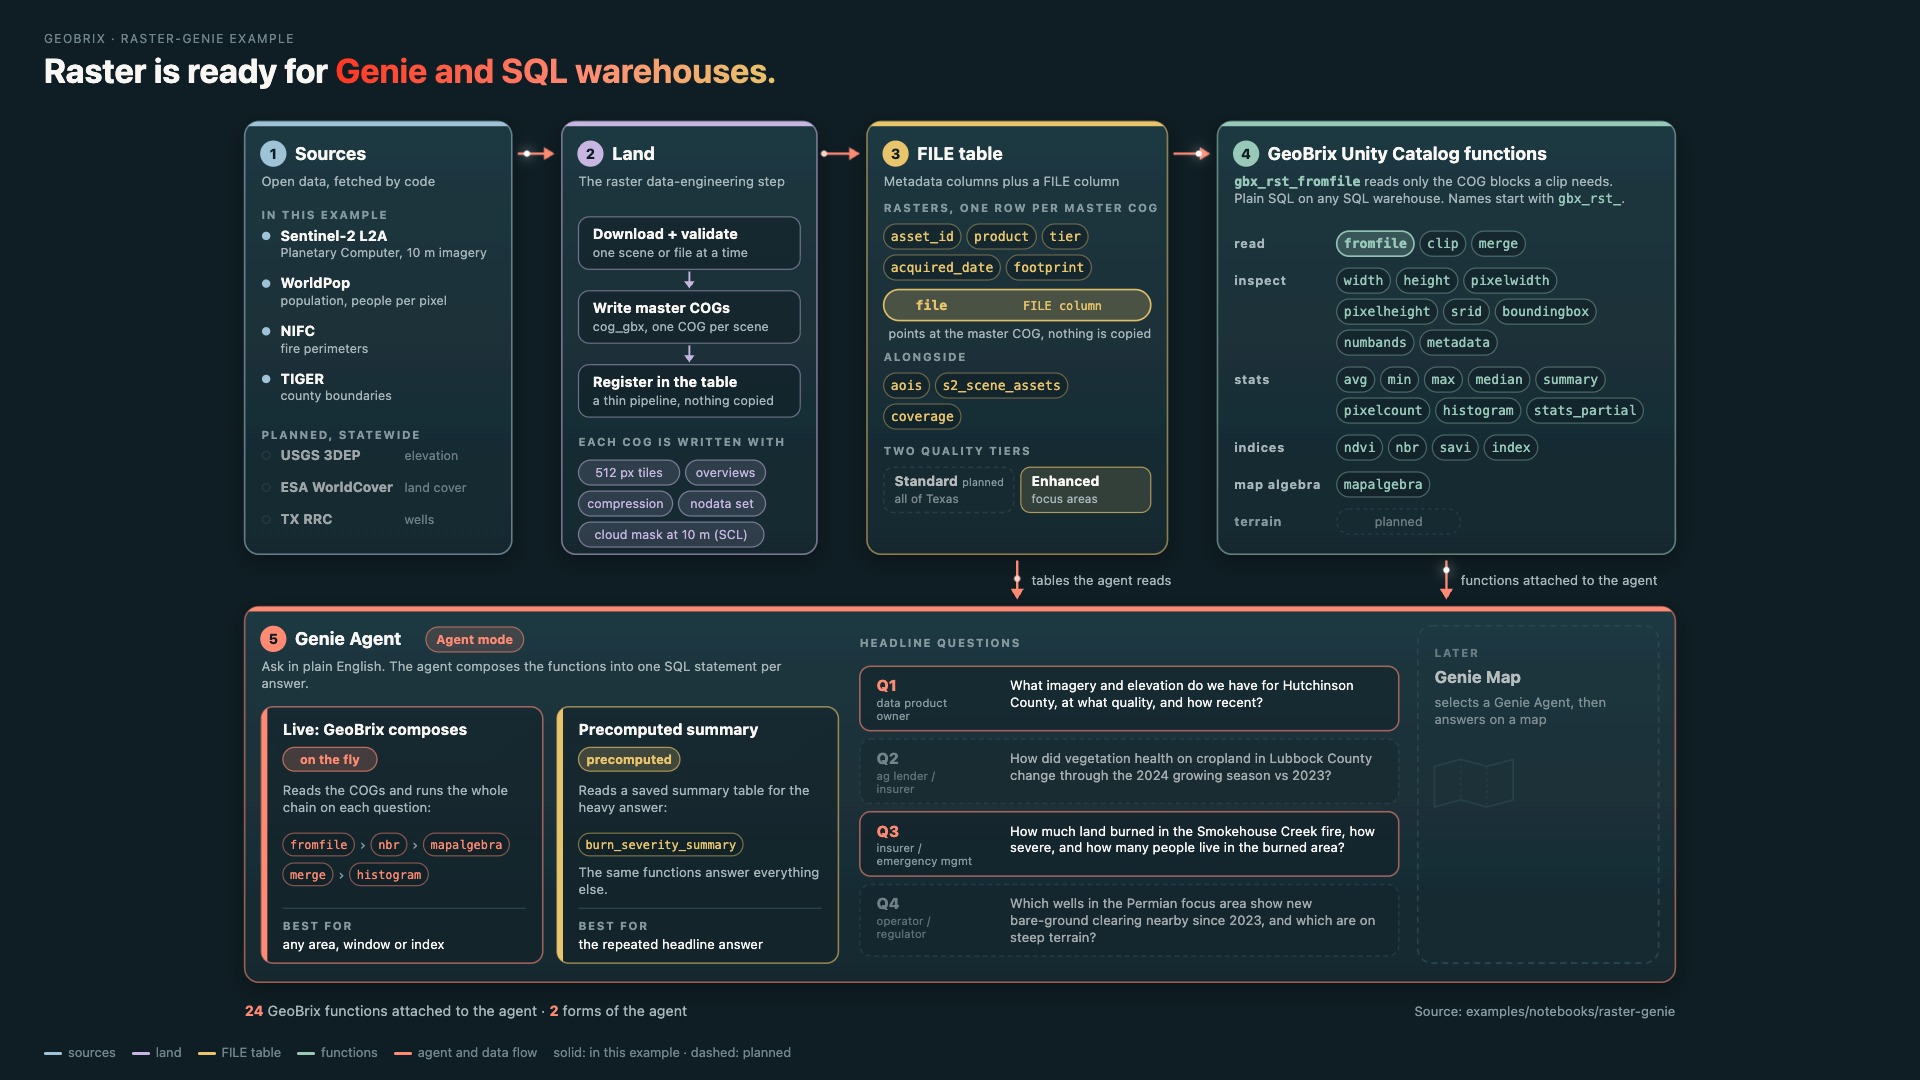 GEOBRIX · RASTER-GENIE EXAMPLE
Raster is ready for Genie and SQL warehouses.
1 Sources
Open data, fetched by code
IN THIS EXAMPLE
Sentinel-2 L2A
Planetary Computer, 10 m imagery
WorldPop
population, people per pixel
NIFC
fire perimeters
TIGER
county boundaries
PLANNED, STATEWIDE
USGS 3DEP elevation
ESA WorldCover land cover
TX RRC wells
2 Land
The raster data-engineering step
Download + validate
one scene or file at a time
Write master COGs
cog_gbx, one COG per scene
Register in the table
a thin pipeline, nothing copied
EACH COG IS WRITTEN WITH
512 px tiles overviews
compression nodata set
cloud mask at 10 m (SCL)
3 FILE table
Metadata columns plus a FILE column
RASTERS, ONE ROW PER MASTER COG
asset_id product tier
acquired_date footprint
file FILE column
points at the master COG, nothing is copied
ALONGSIDE
aois s2_scene_assets
coverage
TWO QUALITY TIERS
Standard planned
all of Texas
Enhanced
focus areas
4 GeoBrix Unity Catalog functions
gbx_rst_fromfile reads only the COG blocks a clip needs.
Plain SQL on any SQL warehouse. Names start with gbx_rst_.
read fromfile clip merge
inspect width height pixelwidth
pixelheight srid boundingbox
numbands metadata
stats avg min max median summary
pixelcount histogram stats_partial
indices ndvi nbr savi index
map algebra mapalgebra
terrain planned
tables the agent reads
functions attached to the agent
5 Genie Agent Agent mode
Ask in plain English. The agent composes the functions into one SQL statement per
answer.
Live: GeoBrix composes
on the fly
Reads the COGs and runs the whole
chain on each question:
fromfile › nbr › mapalgebra
merge › histogram
BEST FOR
any area, window or index
Precomputed summary
precomputed
Reads a saved summary table for the
heavy answer:
burn_severity_summary
The same functions answer everything
else.
BEST FOR
the repeated headline answer
HEADLINE QUESTIONS
Q1
data product
owner
What imagery and elevation do we have for Hutchinson
County, at what quality, and how recent?
Q2
ag lender /
insurer
How did vegetation health on cropland in Lubbock County
change through the 2024 growing season vs 2023?
Q3
insurer /
emergency mgmt
How much land burned in the Smokehouse Creek fire, how
severe, and how many people live in the burned area?
Q4
operator /
regulator
Which wells in the Permian focus area show new
bare-ground clearing nearby since 2023, and which are on
steep terrain?
LATER
Genie Map
selects a Genie Agent, then
answers on a map
24 GeoBrix functions attached to the agent · 2 forms of the agent
Source: examples/notebooks/raster-genie
sources land FILE table functions agent and data flow solid: in this example · dashed: planned